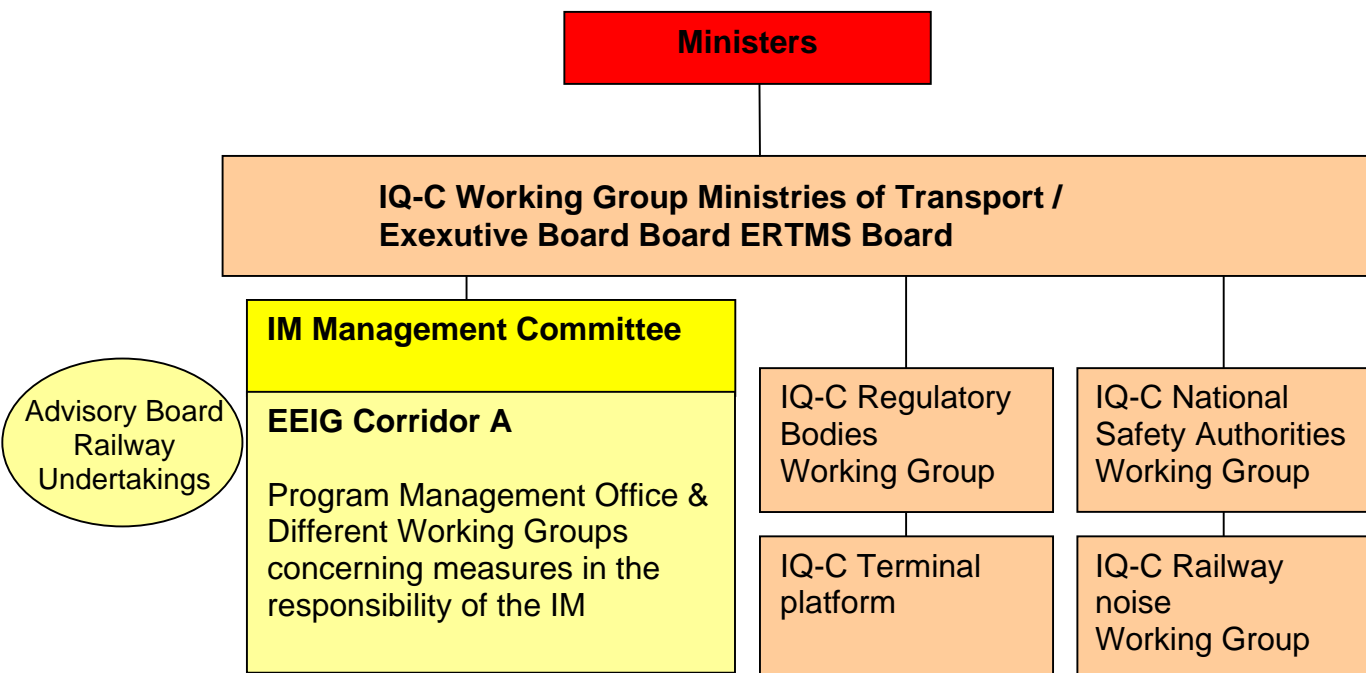 Ministers
IQ-C Working Group Ministries of Transport /
Exexutive Board Board ERTMS Board
IM Management Committee
Advisory Board
Railway
Undertakings
EEIG Corridor A
Program Management Office &
Different Working Groups
concerning measures in the
responsibility of the IM
IQ-C Regulatory
Bodies
Working Group
IQ-C National
Safety Authorities
Working Group
IQ-C Terminal
platform
IQ-C Railway
noise
Working Group